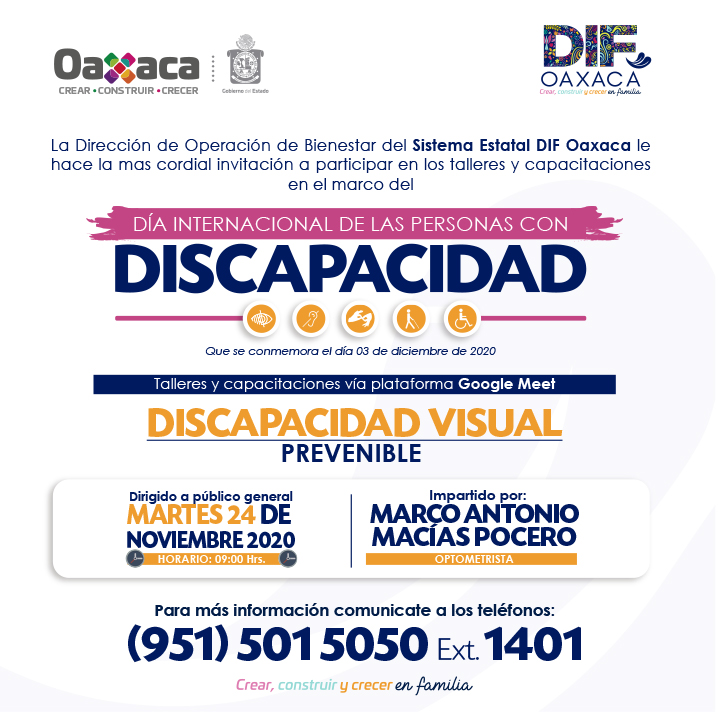 Oaxaca
CREAR • CONSTRUIR • CRECER
Gobierno del Estado
DIF
OAXACA
Crear, construir y crecer en familia
La Dirección de Operación de Bienestar del Sistema Estatal DIF Oaxaca le
hace la mas cordial invitación a participar en los talleres y capacitaciones
en el marco del
DÍA INTERNACIONAL DE LAS PERSONAS CON
DISCAPACIDAD
Que se conmemora el día 03 de diciembre de 2020
Talleres y capacitaciones vía plataforma Google Meet
DISCAPACIDAD VISUAL
PREVENIBLE
Dirigido a público general
MARTES 24 DE
NOVIEMBRE 2020
HORARIO: 09:00 Hrs.
Impartido por:
MARCO ANTONIO
MACÍAS POCERO
OPTOMETRISTA
Para más información comunicate a los teléfonos:
(951) 501 5050 Ext. 1401
Crear, construir y crecer en familia